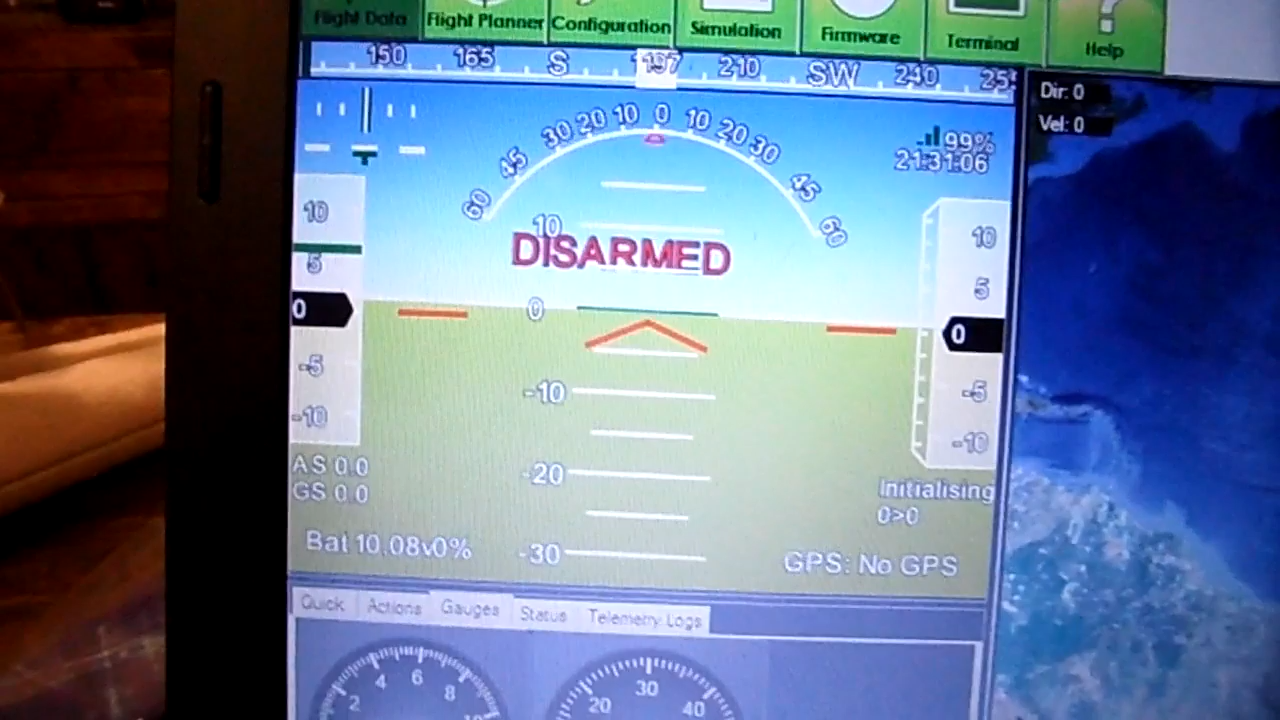 Flight Data Flight Planner Configuration Simulation Firmware Terminal Help
150 165 S 197 210 SW 240 25
Dir: 0
Vel: 0
60 45 30 20 10 0 10 20 30 45 60
99%
21:31:06
10
5
0
-5
-10
10
DISARMED
0
-10
-20
-30
10
5
0
-5
-10
AS 0.0
GS 0.0
Initialising
0>0
Bat 10.08v0%
GPS: No GPS
Quick Actions Gauges Status Telemetry Logs
2 4 6 8 10
20 30 40